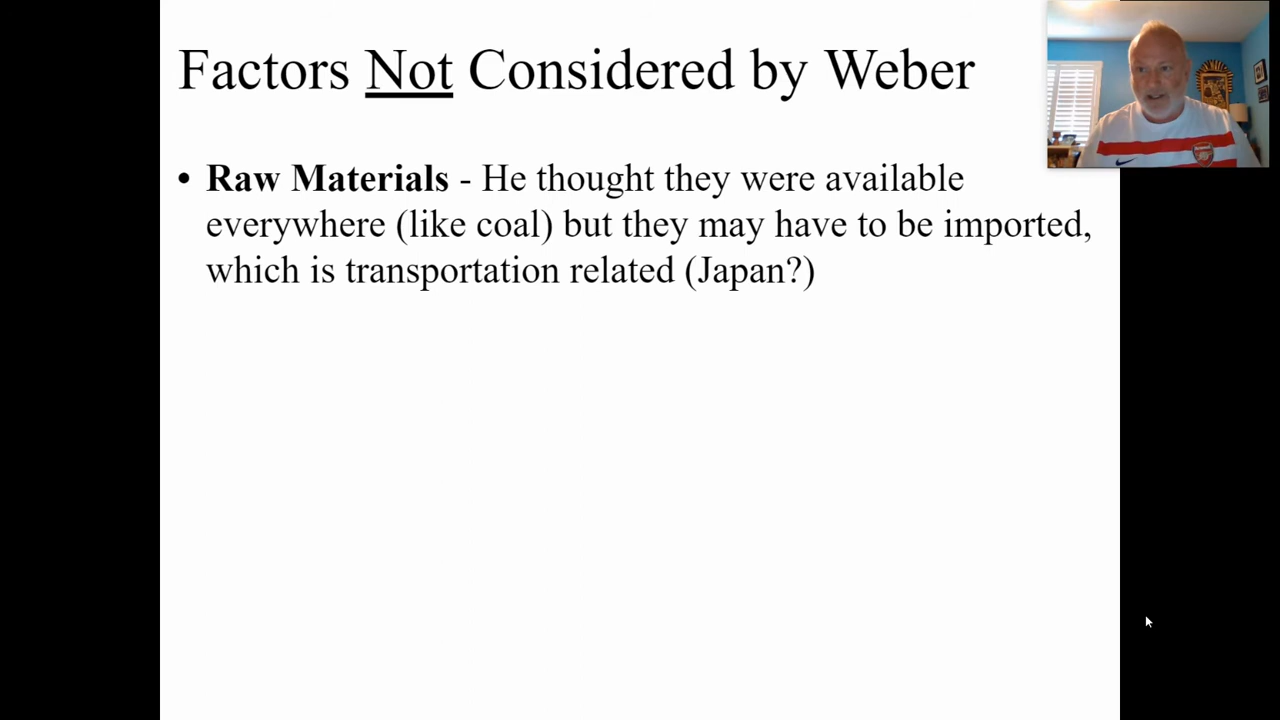 Factors Not Considered by Weber
• Raw Materials - He thought they were available
everywhere (like coal) but they may have to be imported,
which is transportation related (Japan?)